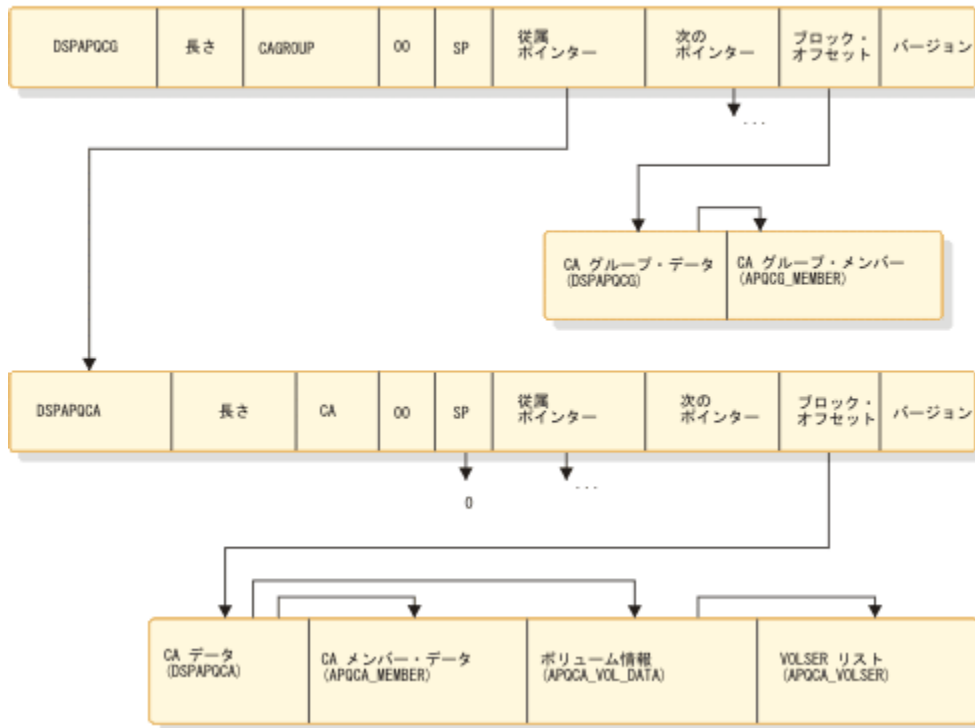 DSPAPQCG
長さ
CAGROUP
00
SP
従属
ポインター
次の
ポインター
ブロック・
オフセット
バージョン
...
CA グループ・データ
(DSPAPQCG)
CA グループ・メンバー
(APQCG_MEMBER)
DSPAPQCA
長さ
CA
00
SP
従属
ポインター
次の
ポインター
ブロック・
オフセット
バージョン
0
...
CA データ
(DSPAPQCA)
CA メンバー・データ
(APQCA_MEMBER)
ボリューム情報
(APQCA_VOL_DATA)
VOLSER リスト
(APQCA_VOLSER)